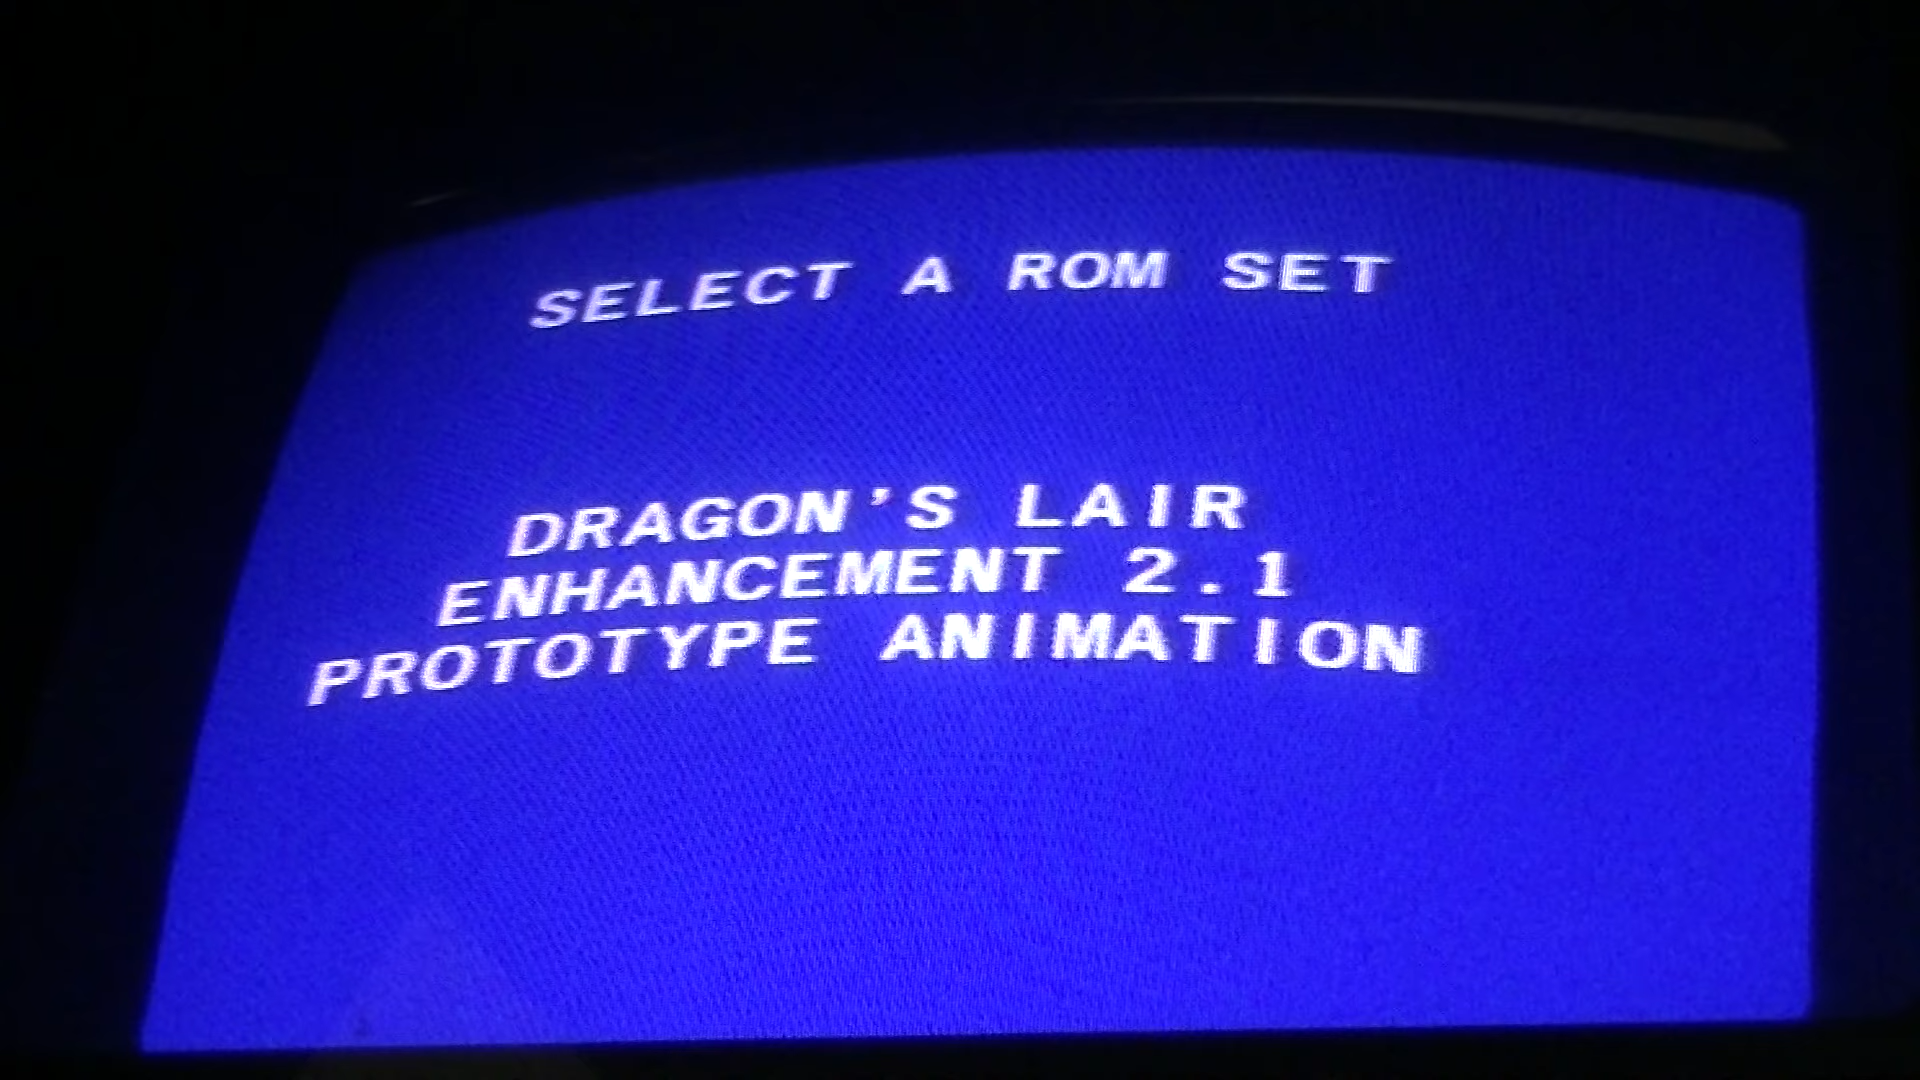 SELECT A ROM SET
DRAGON'S LAIR
ENHANCEMENT 2.1
PROTOTYPE ANIMATION